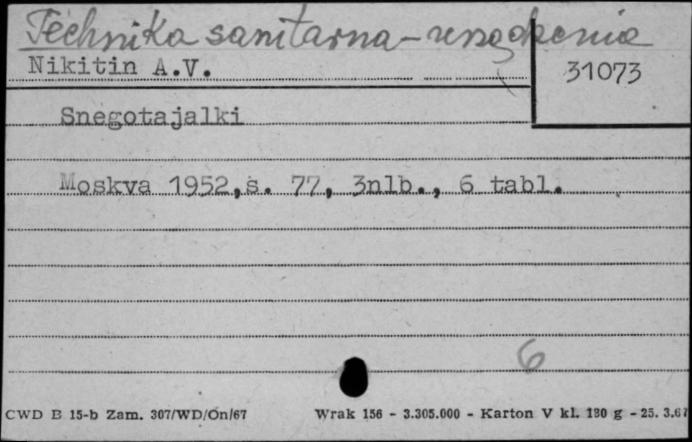 Technika sanitarna - urządzenia
Nikitin A.V.
31073
Snegotajalki
Moskva 1952,s. 77, 3nlb., 6 tabl.
6
CWD B 15-b Zam. 307/WD/On/67 Wrak 156 - 3.305.000 - Karton V kl. 180 g - 25. 3.67